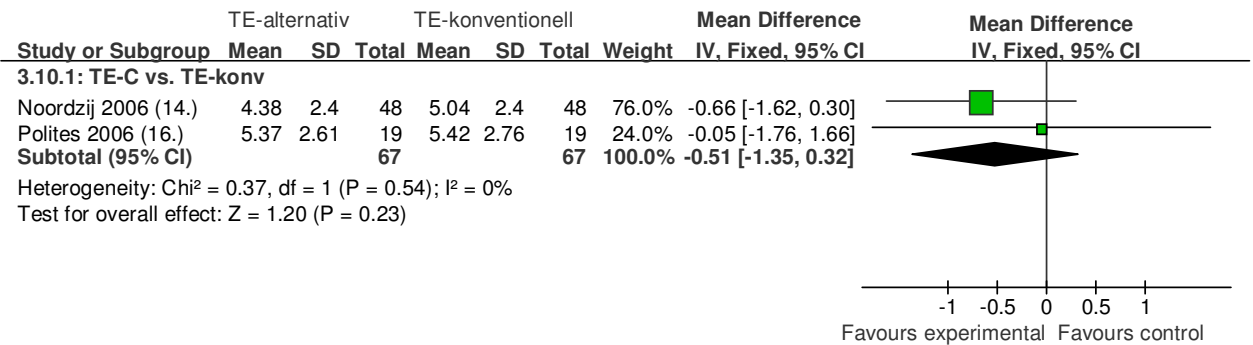 TE-alternativ TE-konventionell Mean Difference Mean Difference
Study or Subgroup Mean SD Total Mean SD Total Weight IV, Fixed, 95% CI IV, Fixed, 95% CI
3.10.1: TE-C vs. TE-konv
Noordzij 2006 (14.) 4.38 2.4 48 5.04 2.4 48 76.0% -0.66 [-1.62, 0.30]
Polites 2006 (16.) 5.37 2.61 19 5.42 2.76 19 24.0% -0.05 [-1.76, 1.66]
Subtotal (95% CI) 67 67 100.0% -0.51 [-1.35, 0.32]
Heterogeneity: Chi² = 0.37, df = 1 (P = 0.54); I² = 0%
Test for overall effect: Z = 1.20 (P = 0.23)
-1 -0.5 0 0.5 1
Favours experimental Favours control